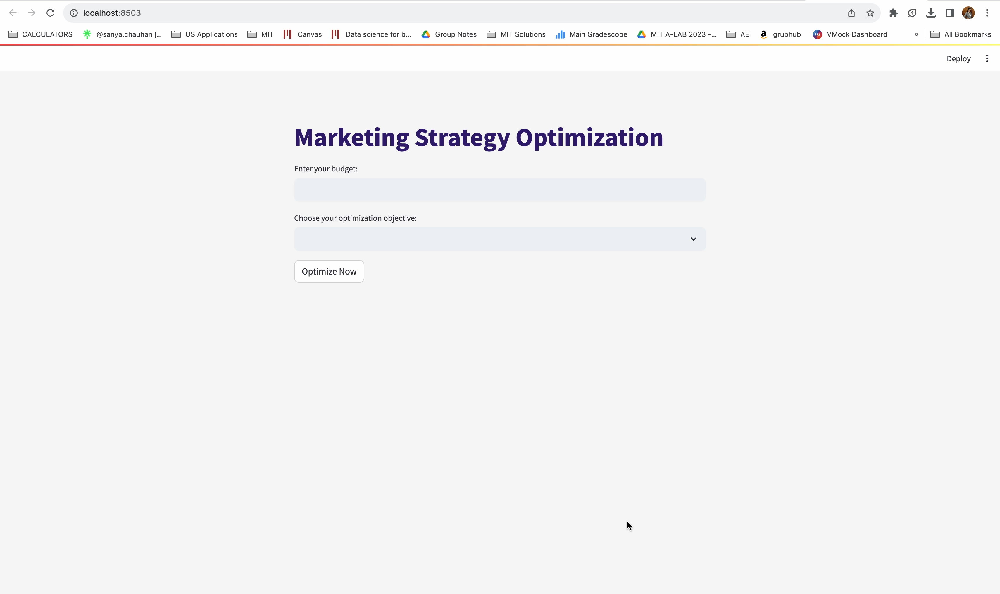 localhost:8503
CALCULATORS @sanya.chauhan |... US Applications MIT Canvas Data science for b... Group Notes MIT Solutions Main Gradescope MIT A-LAB 2023 -... AE grubhub VMock Dashboard » All Bookmarks
Deploy
Marketing Strategy Optimization
Enter your budget:
Choose your optimization objective:
Optimize Now